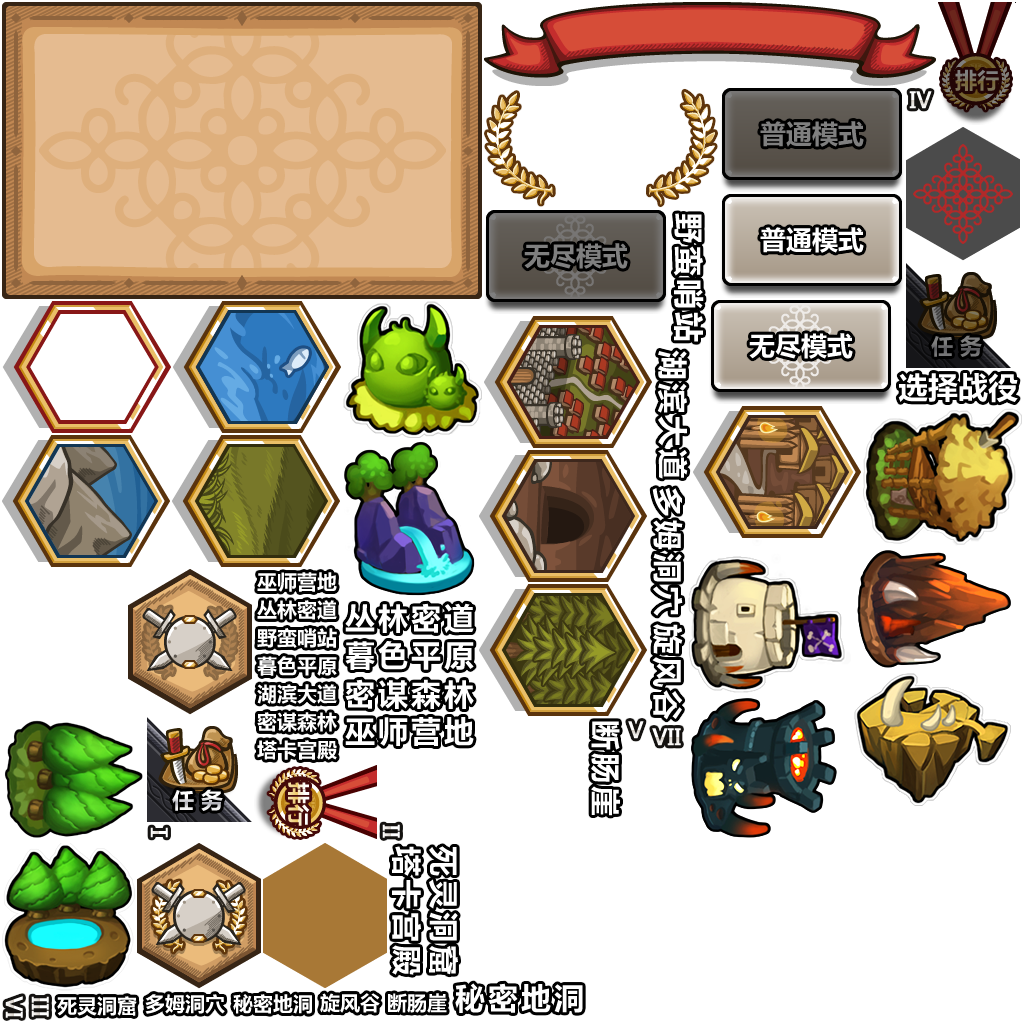 排行
IV
普通模式
普通模式
无尽模式
无尽模式
任务
选择战役
野蛮哨站
湖滨大道
多姆洞穴
旋风谷
VII
V
断肠崖
巫师营地
丛林密道
野蛮哨站
暮色平原
湖滨大道
密谋森林
塔卡宫殿
丛林密道
暮色平原
密谋森林
巫师营地
任务
排行
I
II
死灵洞窟
塔卡宫殿
VI
III
死灵洞窟
多姆洞穴
秘密地洞
旋风谷
断肠崖
秘密地洞